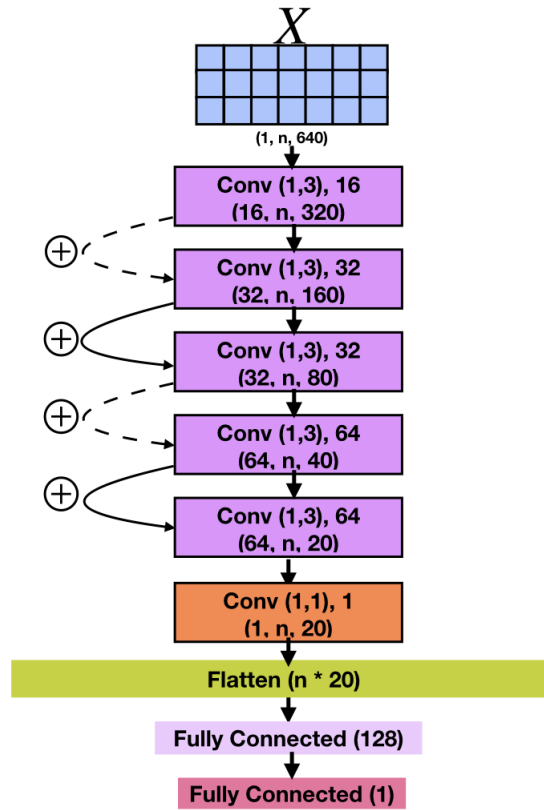 X
(1, n, 640)
Conv (1,3), 16
(16, n, 320)
Conv (1,3), 32
(32, n, 160)
Conv (1,3), 32
(32, n, 80)
Conv (1,3), 64
(64, n, 40)
Conv (1,3), 64
(64, n, 20)
Conv (1,1), 1
(1, n, 20)
Flatten (n * 20)
Fully Connected (128)
Fully Connected (1)